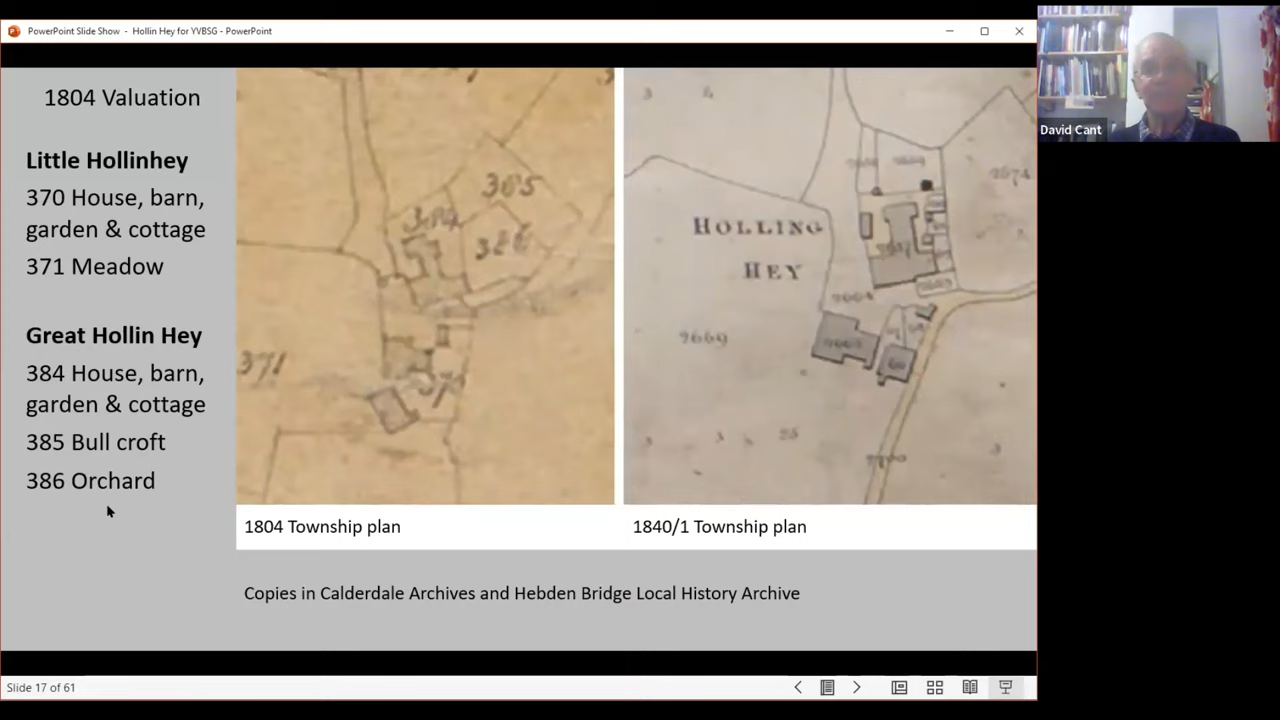 PowerPoint Slide Show - Hollin Hey for YVBSG - PowerPoint
David Cant
1804 Valuation
Little Hollinhey
370 House, barn,
garden & cottage
371 Meadow
Great Hollin Hey
384 House, barn,
garden & cottage
385 Bull croft
386 Orchard
384
385
386
371
370
HOLLING
HEY
1804 Township plan
1840/1 Township plan
Copies in Calderdale Archives and Hebden Bridge Local History Archive
Slide 17 of 61